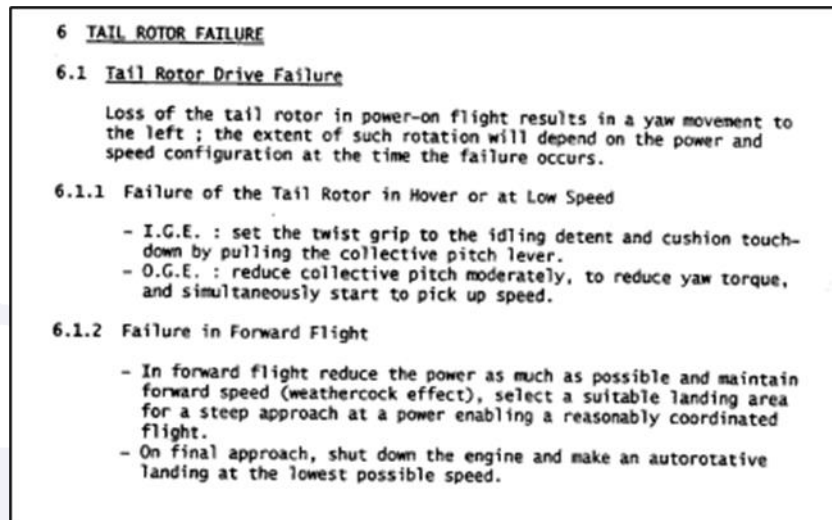 6 TAIL ROTOR FAILURE
6.1 Tail Rotor Drive Failure
Loss of the tail rotor in power-on flight results in a yaw movement to
the left ; the extent of such rotation will depend on the power and
speed configuration at the time the failure occurs.
6.1.1 Failure of the Tail Rotor in Hover or at Low Speed
- I.G.E. : set the twist grip to the idling detent and cushion touch-
down by pulling the collective pitch lever.
- O.G.E. : reduce collective pitch moderately, to reduce yaw torque,
and simultaneously start to pick up speed.
6.1.2 Failure in Forward Flight
- In forward flight reduce the power as much as possible and maintain
forward speed (weathercock effect), select a suitable landing area
for a steep approach at a power enabling a reasonably coordinated
flight.
- On final approach, shut down the engine and make an autorotative
landing at the lowest possible speed.